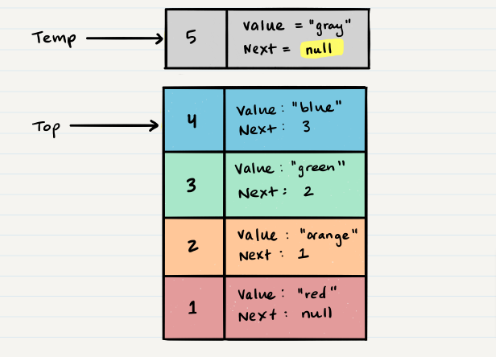 Temp
5
value = "gray"
Next = null
Top
4
Value : "blue"
Next : 3
3
Value : "green"
Next : 2
2
Value : "orange"
Next : 1
1
Value : "red"
Next : null